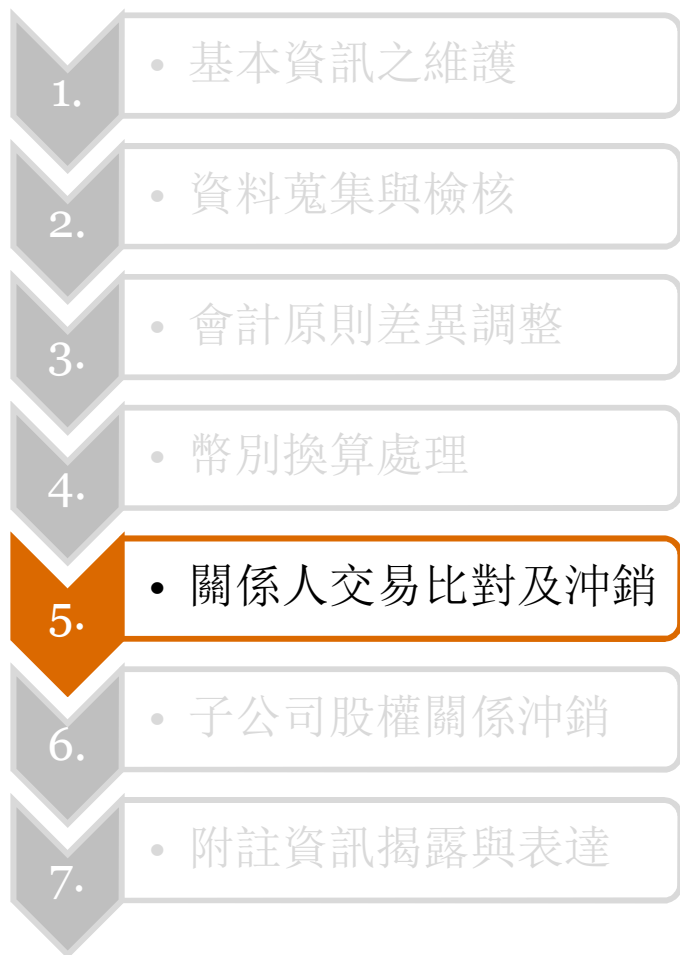 1. • 基本資訊之維護
2. • 資料蒐集與檢核
3. • 會計原則差異調整
4. • 幣別換算處理
5. • 關係人交易比對及沖銷
6. • 子公司股權關係沖銷
7. • 附註資訊揭露與表達